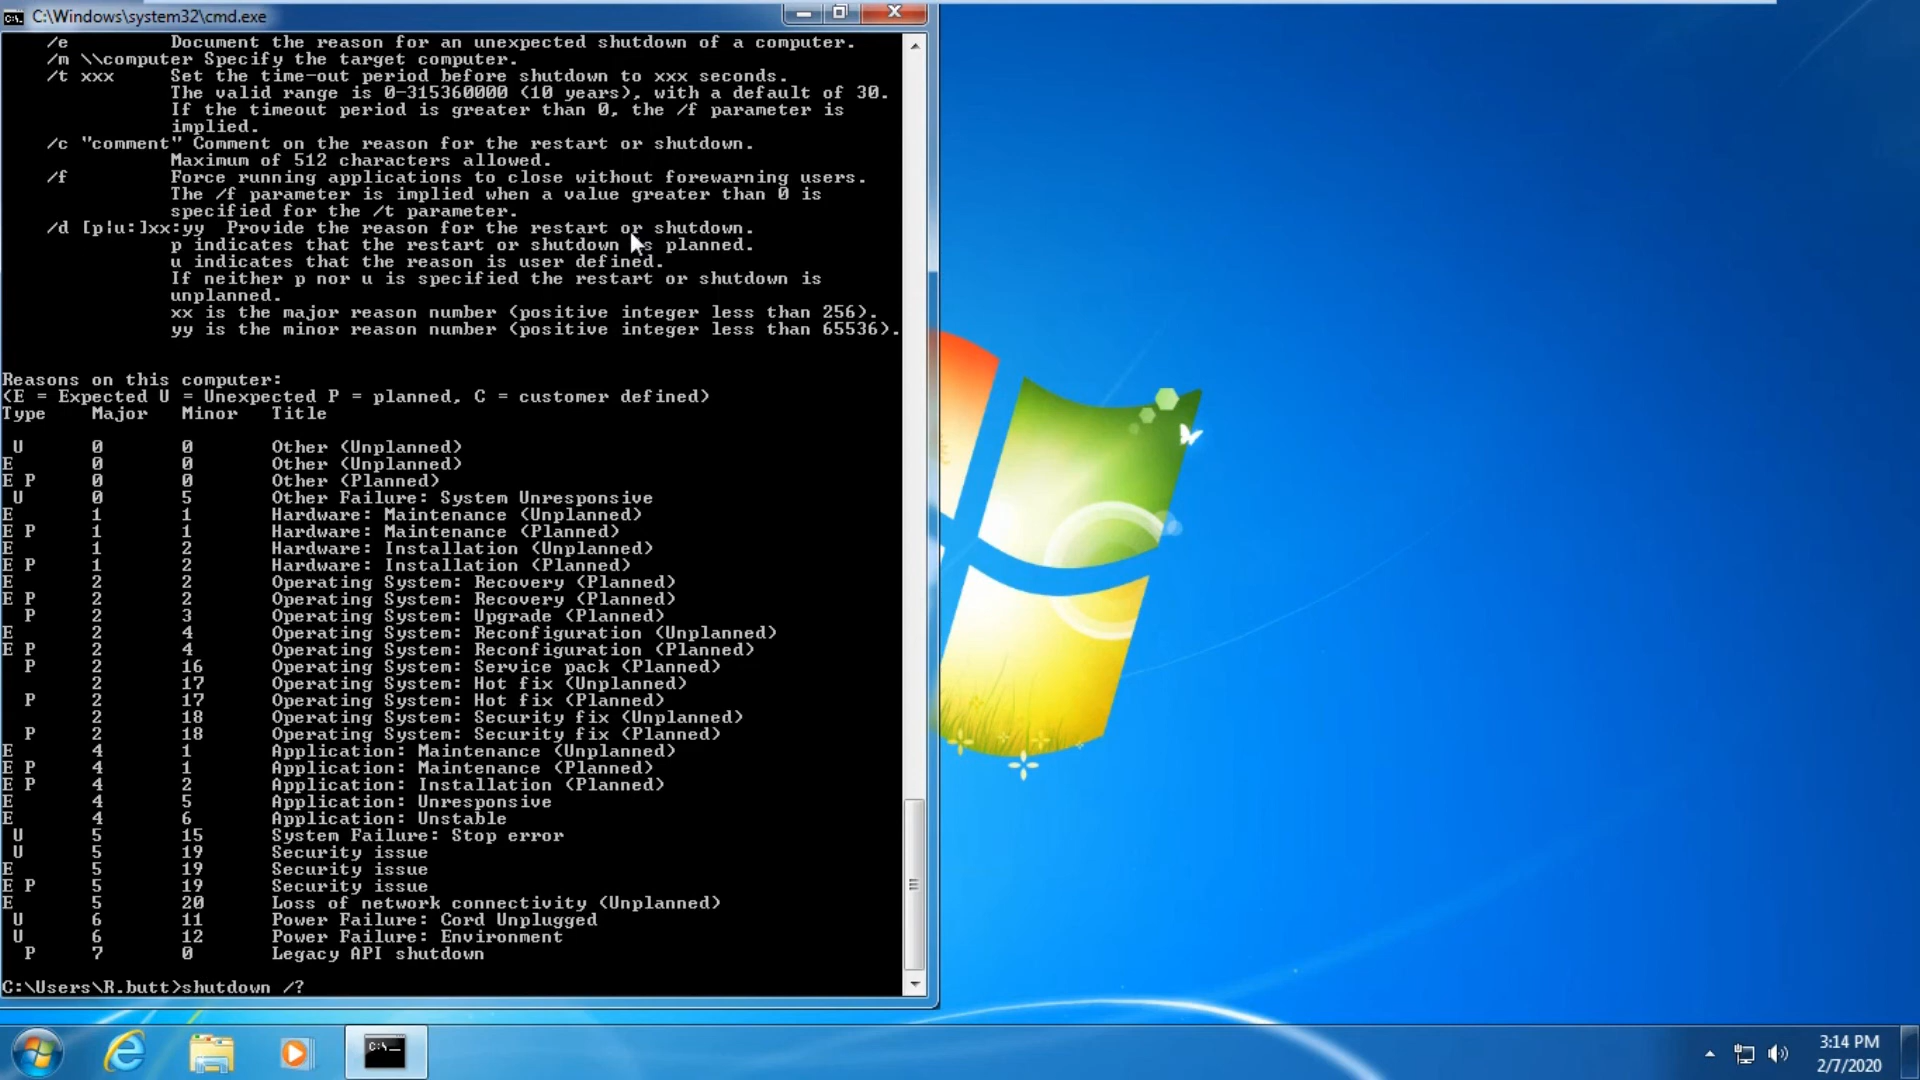 C:\Windows\system32\cmd.exe
/e Document the reason for an unexpected shutdown of a computer.
/m \\computer Specify the target computer.
/t xxx Set the time-out period before shutdown to xxx seconds.
The valid range is 0-315360000 (10 years), with a default of 30.
If the timeout period is greater than 0, the /f parameter is
implied.
/c "comment" Comment on the reason for the restart or shutdown.
Maximum of 512 characters allowed.
/f Force running applications to close without forewarning users.
The /f parameter is implied when a value greater than 0 is
specified for the /t parameter.
/d [p|u:]xx:yy Provide the reason for the restart or shutdown.
p indicates that the restart or shutdown is planned.
u indicates that the reason is user defined.
If neither p nor u is specified the restart or shutdown is
unplanned.
xx is the major reason number (positive integer less than 256).
yy is the minor reason number (positive integer less than 65536).
Reasons on this computer:
(E = Expected U = Unexpected P = planned, C = customer defined)
Type Major Minor Title
U 0 0 Other (Unplanned)
E 0 0 Other (Unplanned)
E P 0 0 Other (Planned)
U 0 5 Other Failure: System Unresponsive
E 1 1 Hardware: Maintenance (Unplanned)
E P 1 1 Hardware: Maintenance (Planned)
E 1 2 Hardware: Installation (Unplanned)
E P 1 2 Hardware: Installation (Planned)
E 2 2 Operating System: Recovery (Planned)
E P 2 2 Operating System: Recovery (Planned)
P 2 3 Operating System: Upgrade (Planned)
E 2 4 Operating System: Reconfiguration (Unplanned)
E P 2 4 Operating System: Reconfiguration (Planned)
P 2 16 Operating System: Service pack (Planned)
2 17 Operating System: Hot fix (Unplanned)
P 2 17 Operating System: Hot fix (Planned)
2 18 Operating System: Security fix (Unplanned)
P 2 18 Operating System: Security fix (Planned)
E 4 1 Application: Maintenance (Unplanned)
E P 4 1 Application: Maintenance (Planned)
E P 4 2 Application: Installation (Planned)
E 4 5 Application: Unresponsive
E 4 6 Application: Unstable
U 5 15 System Failure: Stop error
U 5 19 Security issue
E 5 19 Security issue
E P 5 19 Security issue
E 5 20 Loss of network connectivity (Unplanned)
U 6 11 Power Failure: Cord Unplugged
U 6 12 Power Failure: Environment
P 7 0 Legacy API shutdown
C:\Users\R.butt>shutdown /?
3:14 PM
2/7/2020